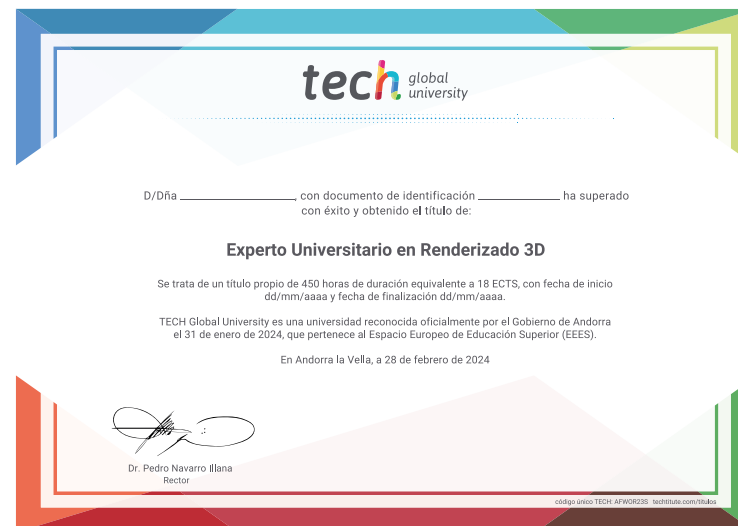 tech global university
D/Dña ____________________, con documento de identificación ______________ ha superado
con éxito y obtenido el título de:
Experto Universitario en Renderizado 3D
Se trata de un título propio de 450 horas de duración equivalente a 18 ECTS, con fecha de inicio
dd/mm/aaaa y fecha de finalización dd/mm/aaaa.
TECH Global University es una universidad reconocida oficialmente por el Gobierno de Andorra
el 31 de enero de 2024, que pertenece al Espacio Europeo de Educación Superior (EEES).
En Andorra la Vella, a 28 de febrero de 2024
Dr. Pedro Navarro Illana
Rector
código único TECH: AFWOR23S techtitute.com/titulos